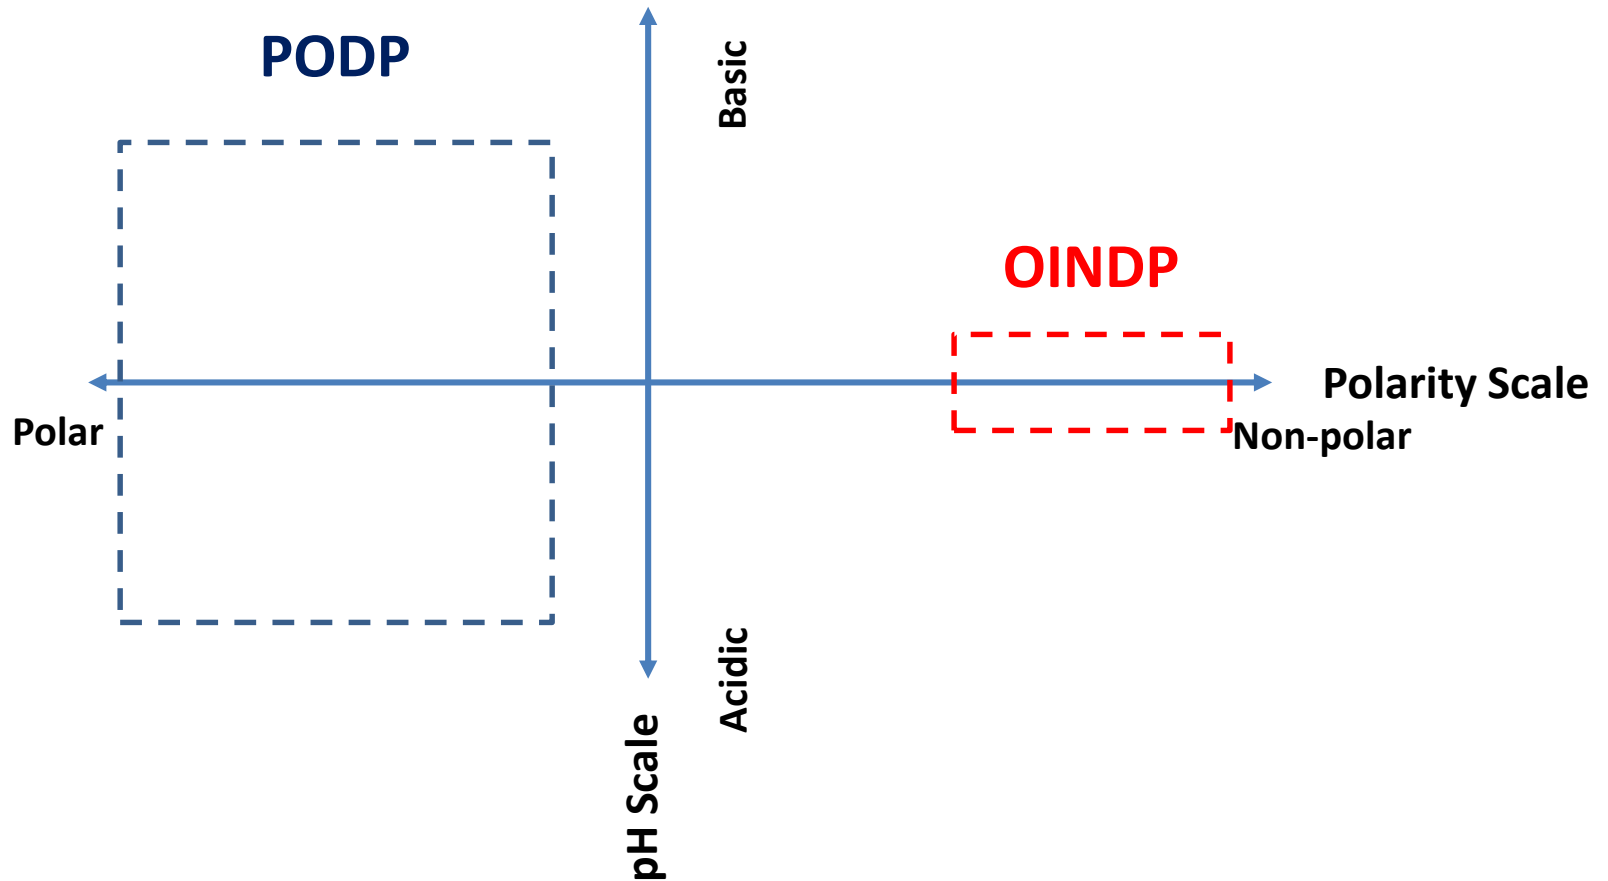 PODP
Basic
OINDP
Polarity Scale
Polar
Non-polar
Acidic
pH Scale